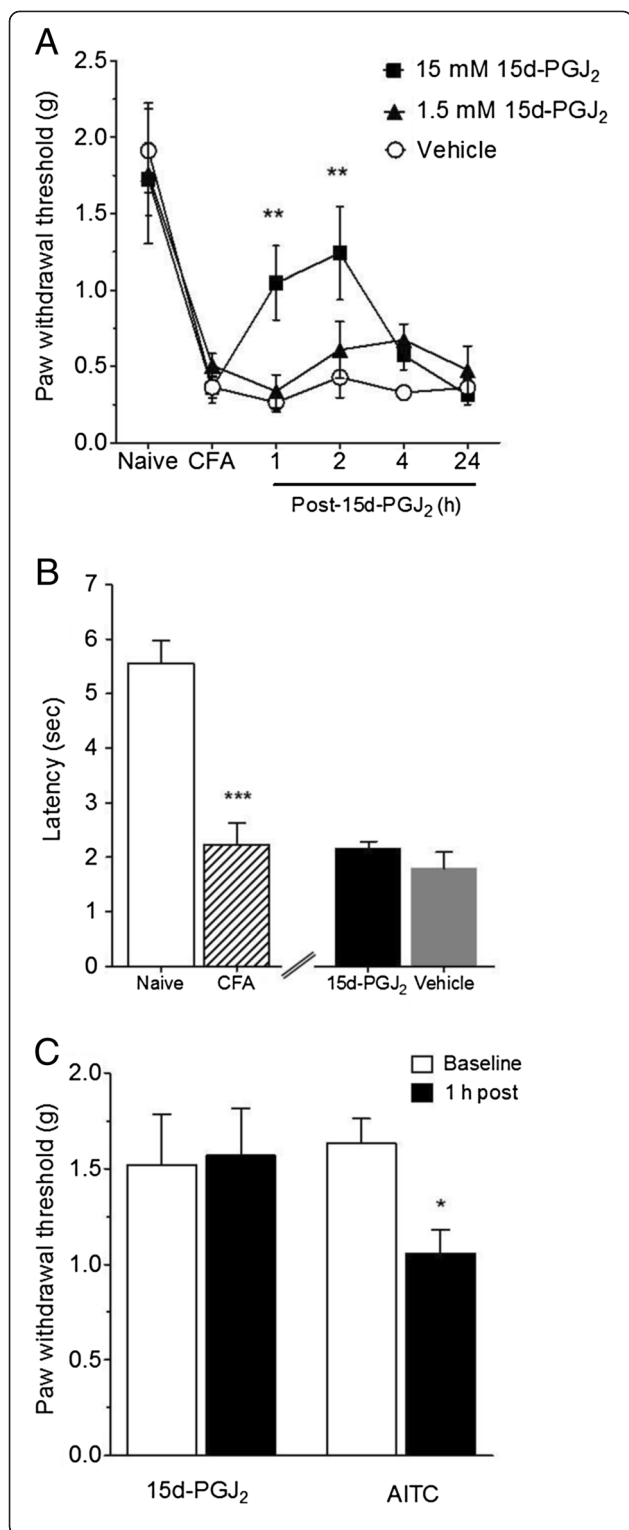 A
15 mM 15d-PGJ₂
1.5 mM 15d-PGJ₂
Vehicle
Paw withdrawal threshold (g)
2.5
2.0
1.5
1.0
0.5
0.0
**
**
Naive CFA 1 2 4 24
Post-15d-PGJ₂ (h)
B
Latency (sec)
7
6
5
4
3
2
1
0
***
Naive CFA 15d-PGJ₂ Vehicle
C
Baseline
1 h post
Paw withdrawal threshold (g)
2.0
1.5
1.0
0.5
0.0
*
15d-PGJ₂ AITC